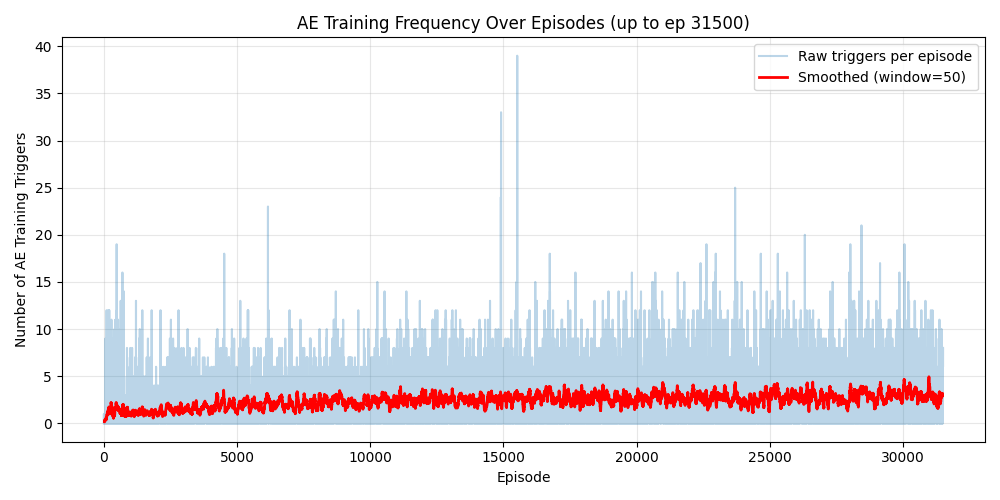 AE Training Frequency Over Episodes (up to ep 31500)
Raw triggers per episode
Smoothed (window=50)
Number of AE Training Triggers
40
35
30
25
20
15
10
5
0
0 5000 10000 15000 20000 25000 30000
Episode